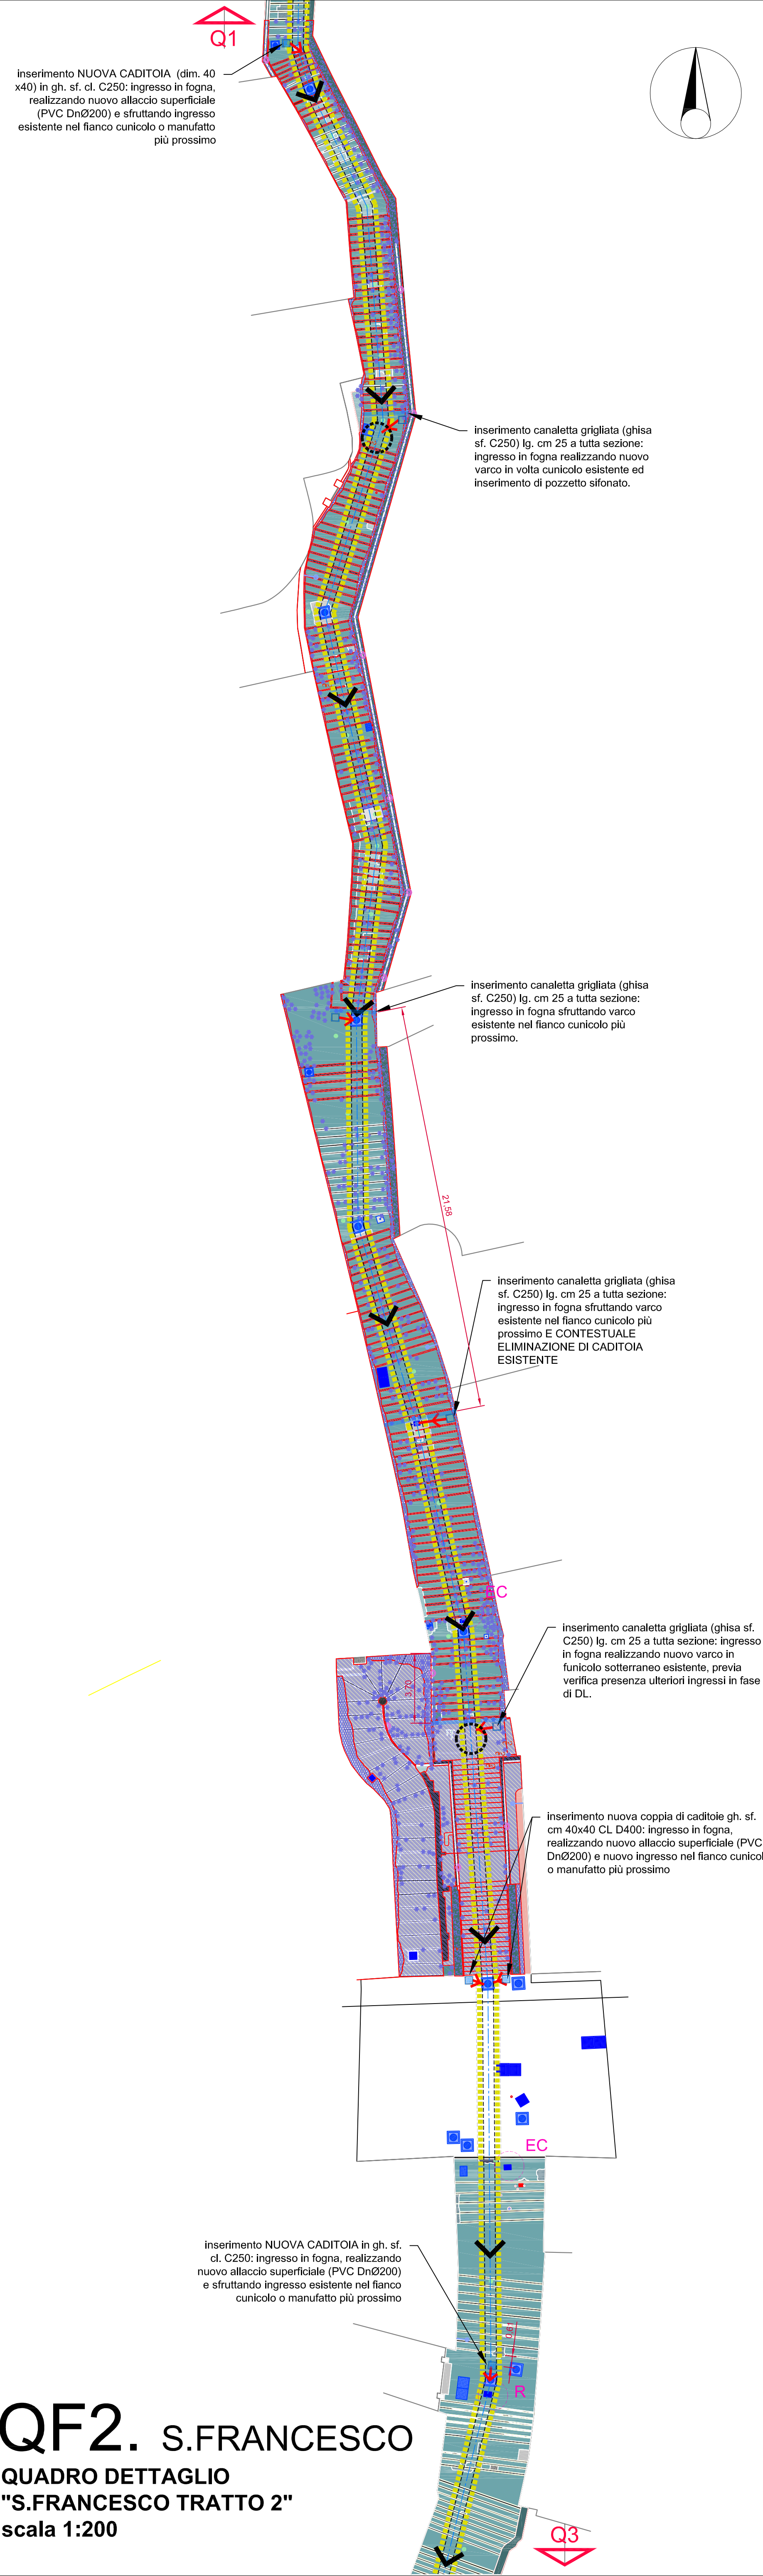 Q1
inserimento NUOVA CADITOIA (dim. 40
x40) in gh. sf. cl. C250: ingresso in fogna,
realizzando nuovo allaccio superficiale
(PVC DnØ200) e sfruttando ingresso
esistente nel fianco cunicolo o manufatto
più prossimo
inserimento canaletta grigliata (ghisa
sf. C250) lg. cm 25 a tutta sezione:
ingresso in fogna realizzando nuovo
varco in volta cunicolo esistente ed
inserimento di pozzetto sifonato.
inserimento canaletta grigliata (ghisa
sf. C250) lg. cm 25 a tutta sezione:
ingresso in fogna sfruttando varco
esistente nel fianco cunicolo più
prossimo.
21,58
inserimento canaletta grigliata (ghisa
sf. C250) lg. cm 25 a tutta sezione:
ingresso in fogna sfruttando varco
esistente nel fianco cunicolo più
prossimo E CONTESTUALE
ELIMINAZIONE DI CADITOIA
ESISTENTE
EC
inserimento canaletta grigliata (ghisa sf.
C250) lg. cm 25 a tutta sezione: ingresso
in fogna realizzando nuovo varco in
funicolo sotterraneo esistente, previa
verifica presenza ulteriori ingressi in fase
di DL.
3,70
inserimento nuova coppia di caditoie gh. sf.
cm 40x40 CL D400: ingresso in fogna,
realizzando nuovo allaccio superficiale (PVC
DnØ200) e nuovo ingresso nel fianco cunicol
o manufatto più prossimo
EC
inserimento NUOVA CADITOIA in gh. sf.
cl. C250: ingresso in fogna, realizzando
nuovo allaccio superficiale (PVC DnØ200)
e sfruttando ingresso esistente nel fianco
cunicolo o manufatto più prossimo
R
QF2. S.FRANCESCO
QUADRO DETTAGLIO
"S.FRANCESCO TRATTO 2"
scala 1:200
Q3